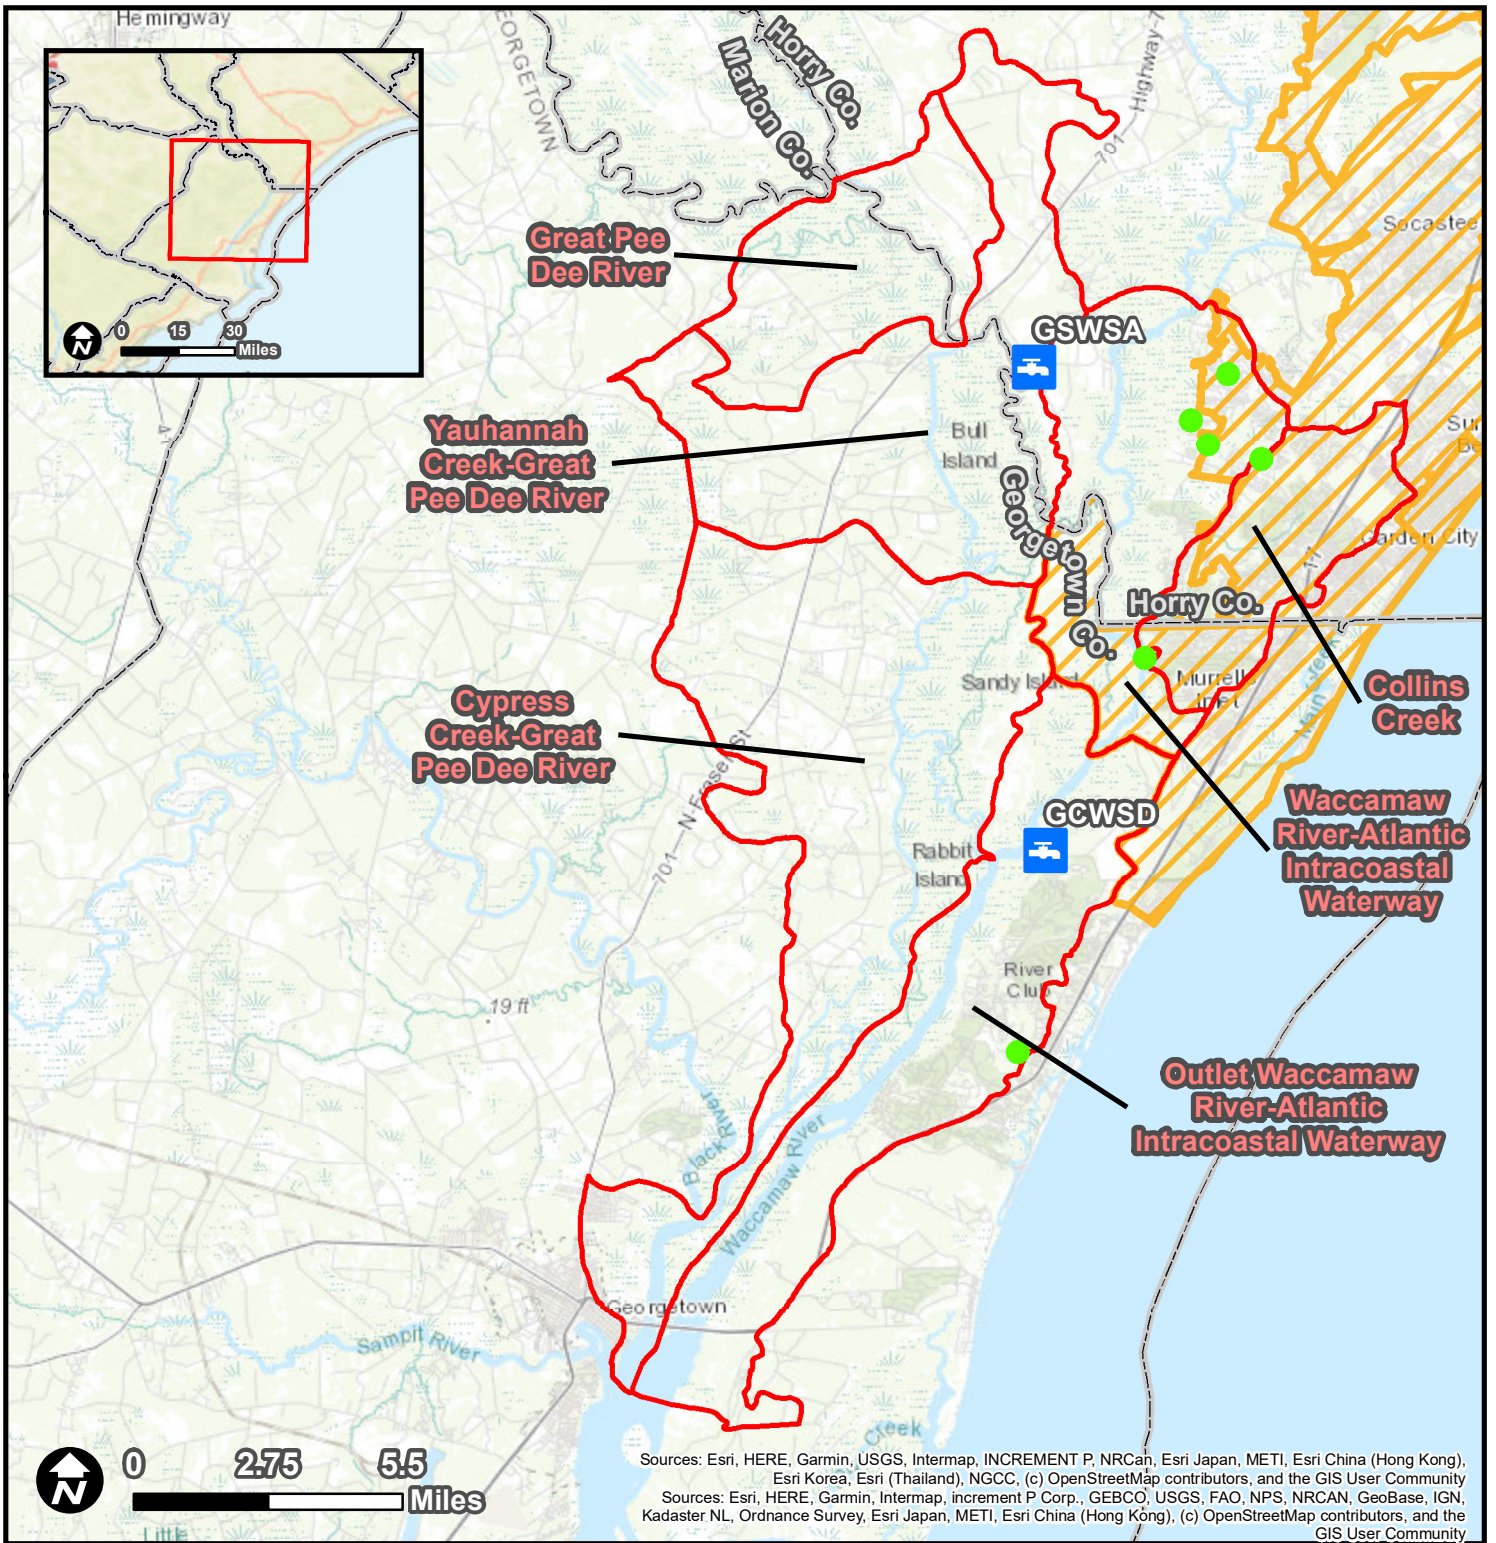 Hemingway
GEORGETOWN
Horry Co.
Marion Co.
701
Highway 7
Socastee
0 15 30
Miles
N
Great Pee
Dee River
GSWSA
41
Yauhannah
Creek-Great
Pee Dee River
Bull
Island
Georgetown Co.
Garden City
17
Horry Co.
Sandy Island
Murrells
Inlet
Main Creek
Collins
Creek
Cypress
Creek-Great
Pee Dee River
701
N Fraser St
GCWSD
Waccamaw
River-Atlantic
Intracoastal
Waterway
Rabbit
Island
River
Club
19 ft
Outlet Waccamaw
River-Atlantic
Intracoastal Waterway
Black River
Waccamaw River
Georgetown
Sampit River
Creek
0 2.75 5.5
Miles
N
Little
Sources: Esri, HERE, Garmin, USGS, Intermap, INCREMENT P, NRCan, Esri Japan, METI, Esri China (Hong Kong),
Esri Korea, Esri (Thailand), NGCC, (c) OpenStreetMap contributors, and the GIS User Community
Sources: Esri, HERE, Garmin, Intermap, increment P Corp., GEBCO, USGS, FAO, NPS, NRCAN, GeoBase, IGN,
Kadaster NL, Ordnance Survey, Esri Japan, METI, Esri China (Hong Kong), (c) OpenStreetMap contributors, and the
GIS User Community